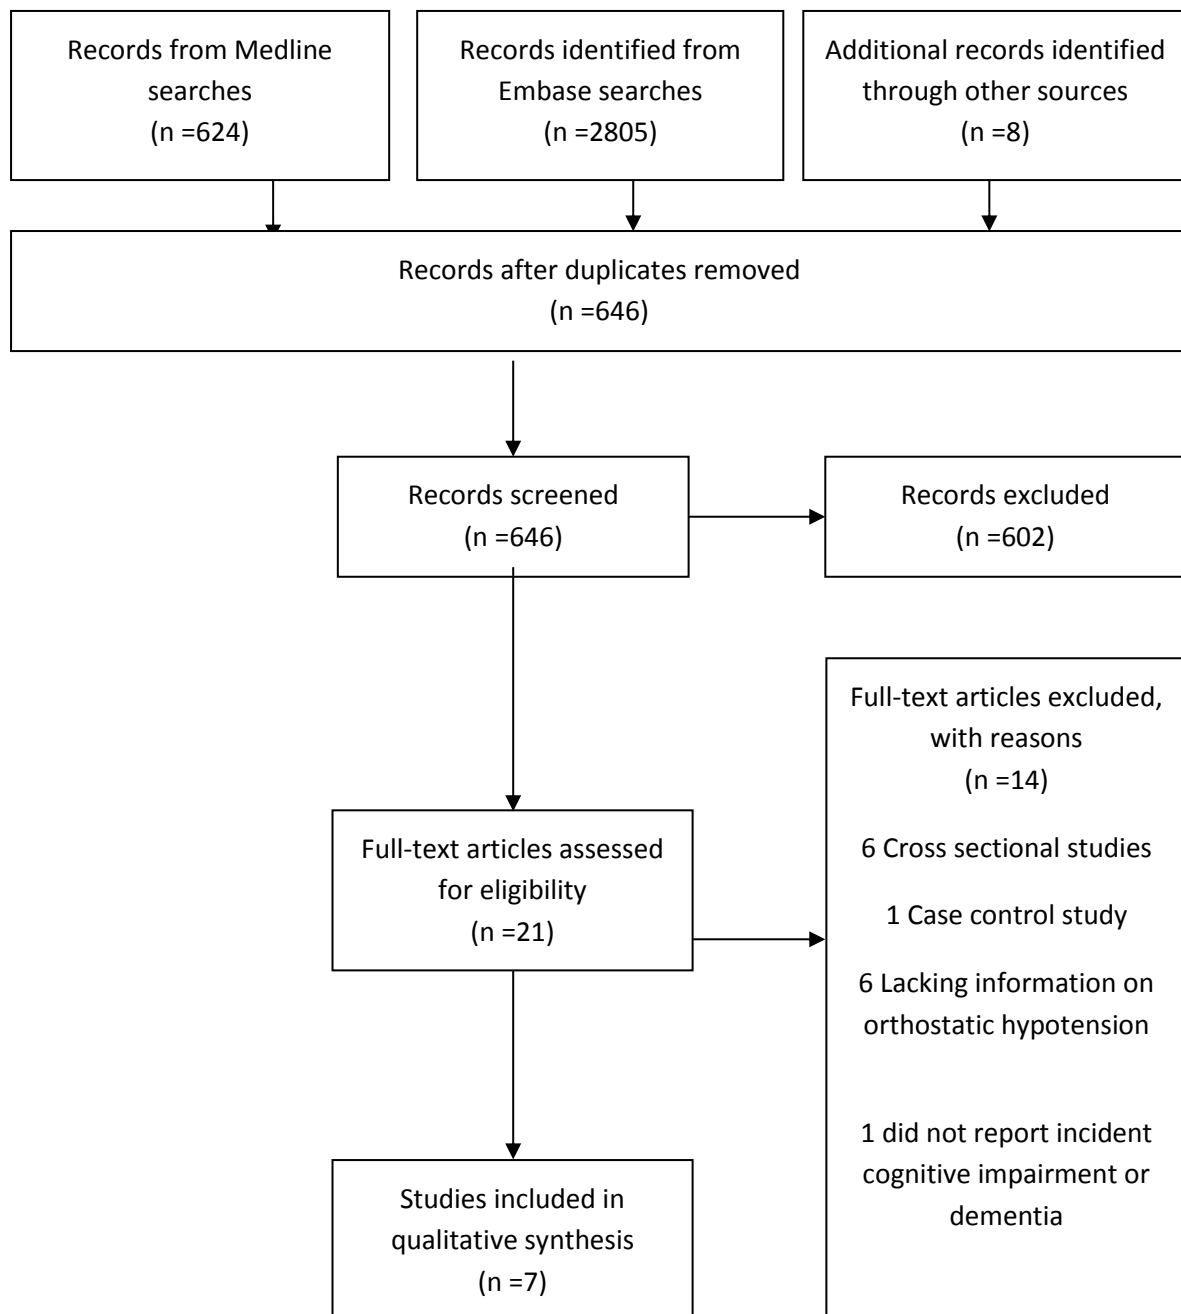 Records from Medline
searches
(n =624)
Records identified from
Embase searches
(n =2805)
Additional records identified
through other sources
(n =8)
Records after duplicates removed
(n =646)
Records screened
(n =646)
Records excluded
(n =602)
Full-text articles assessed
for eligibility
(n =21)
Full-text articles excluded,
with reasons
(n =14)
6 Cross sectional studies
1 Case control study
6 Lacking information on
orthostatic hypotension
1 did not report incident
cognitive impairment or
dementia
Studies included in
qualitative synthesis
(n =7)